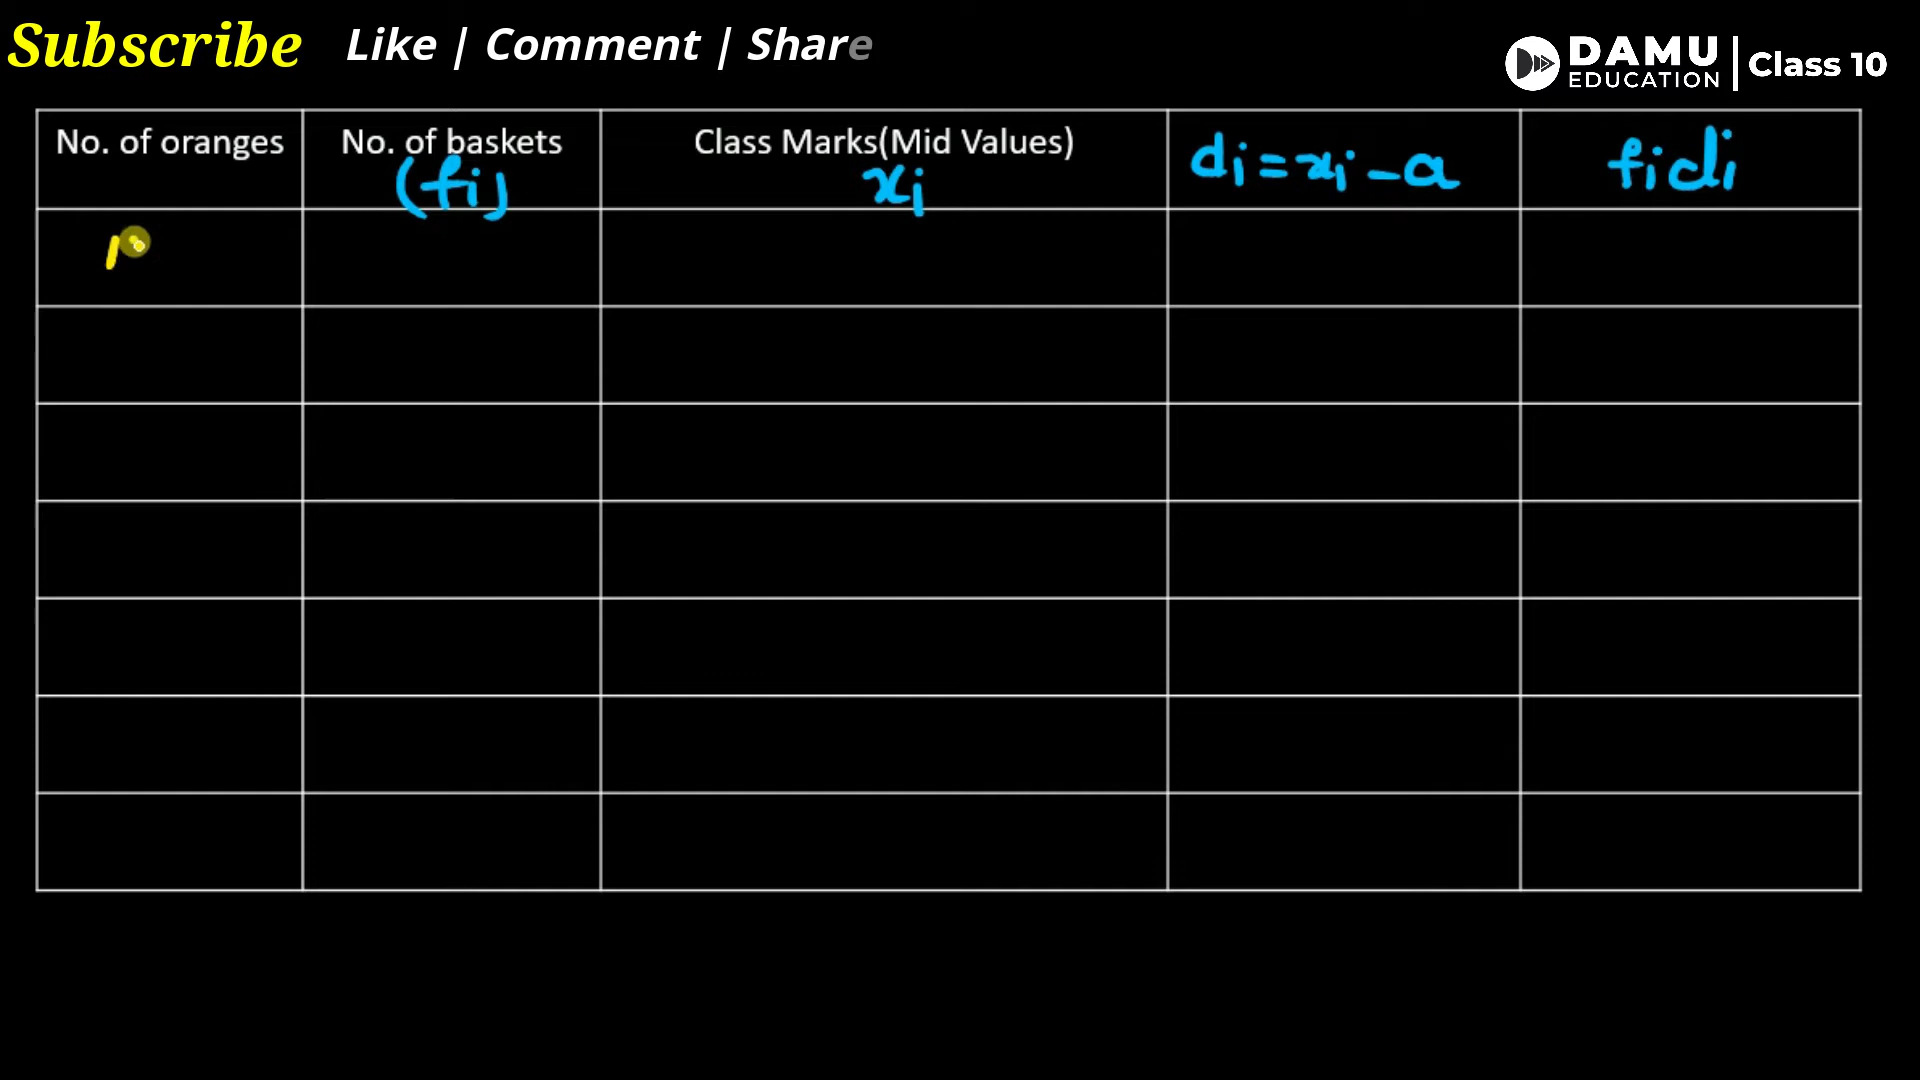 Subscribe Like | Comment | Share
DAMU EDUCATION | Class 10
No. of oranges
No. of baskets
(fi)
Class Marks(Mid Values)
xi
di = xi - a
fidi